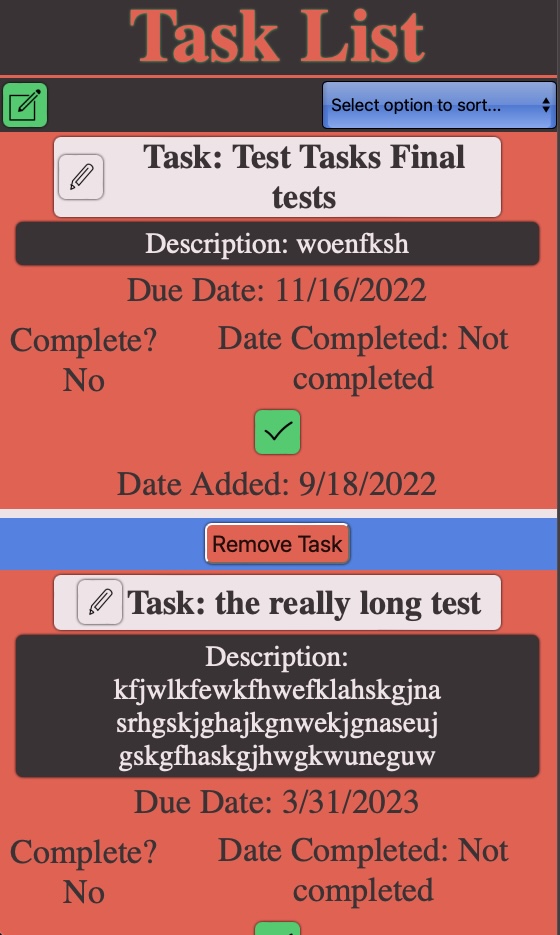 Task List
Select option to sort...
Task: Test Tasks Final
tests
Description: woenfksh
Due Date: 11/16/2022
Complete?
No
Date Completed: Not
completed
Date Added: 9/18/2022
Remove Task
Task: the really long test
Description:
kfjwlkfewkfhwefklahskgjna
srhgskjghajkgnwekjgnaseuj
gskgfhaskgjhwgkwuneguw
Due Date: 3/31/2023
Complete?
No
Date Completed: Not
completed